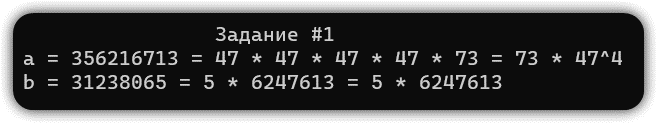 Задание #1
a = 356216713 = 47 * 47 * 47 * 47 * 73 = 73 * 47^4
b = 31238065 = 5 * 6247613 = 5 * 6247613